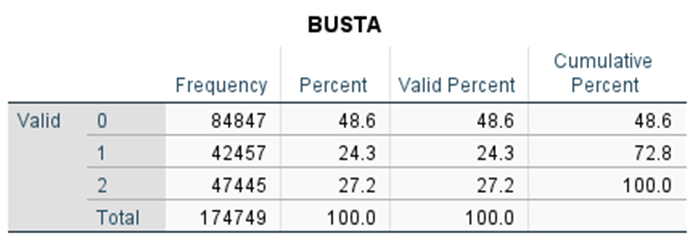 BUSTA
Frequency Percent Valid Percent Cumulative Percent
Valid 0 84847 48.6 48.6 48.6
1 42457 24.3 24.3 72.8
2 47445 27.2 27.2 100.0
Total 174749 100.0 100.0